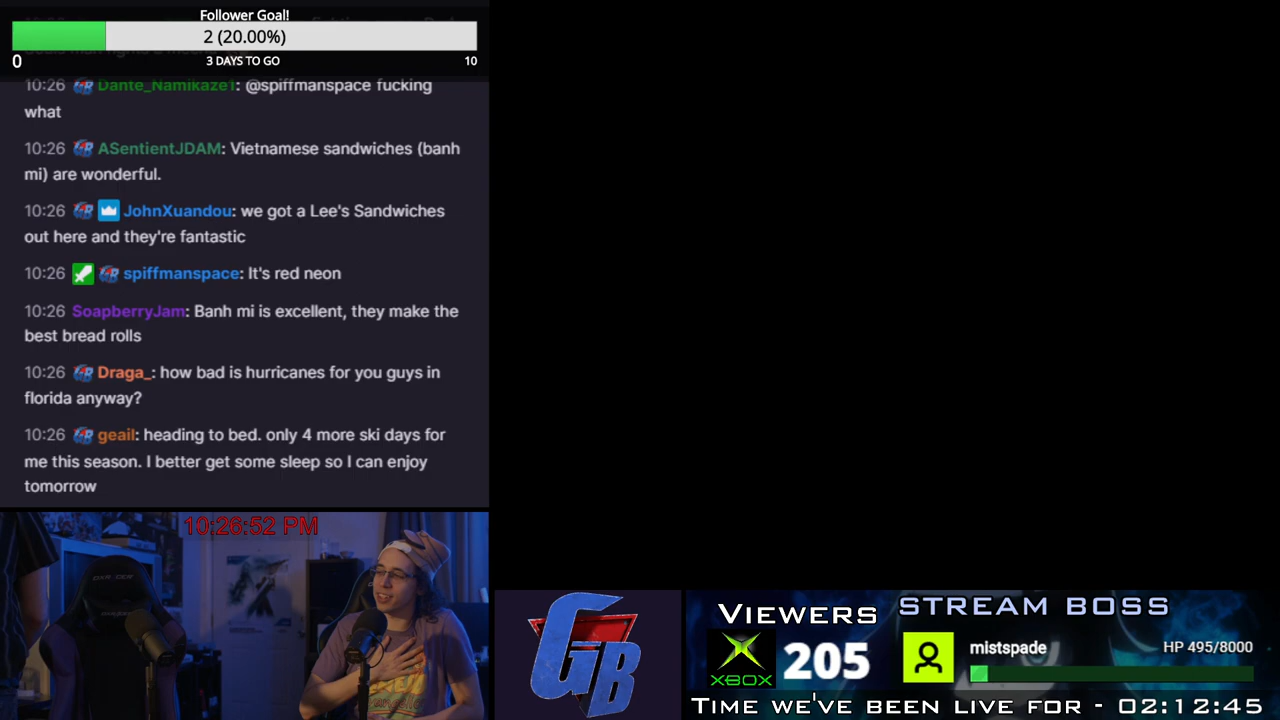 Follower Goal!
2 (20.00%)
0 3 DAYS TO GO 10
10:26 Dante_Namikaze1: @spiffmanspace fucking
what
10:26 ASentientJDAM: Vietnamese sandwiches (banh
mi) are wonderful.
10:26 JohnXuandou: we got a Lee's Sandwiches
out here and they're fantastic
10:26 spiffmanspace: It's red neon
10:26 SoapberryJam: Banh mi is excellent, they make the
best bread rolls
10:26 Draga_: how bad is hurricanes for you guys in
florida anyway?
10:26 geail: heading to bed. only 4 more ski days for
me this season. I better get some sleep so I can enjoy
tomorrow
10:26:52 PM
GB
VIEWERS
XBOX
205
STREAM BOSS
mistspade HP 495/8000
TIME WE'VE BEEN LIVE FOR - 02:12:45